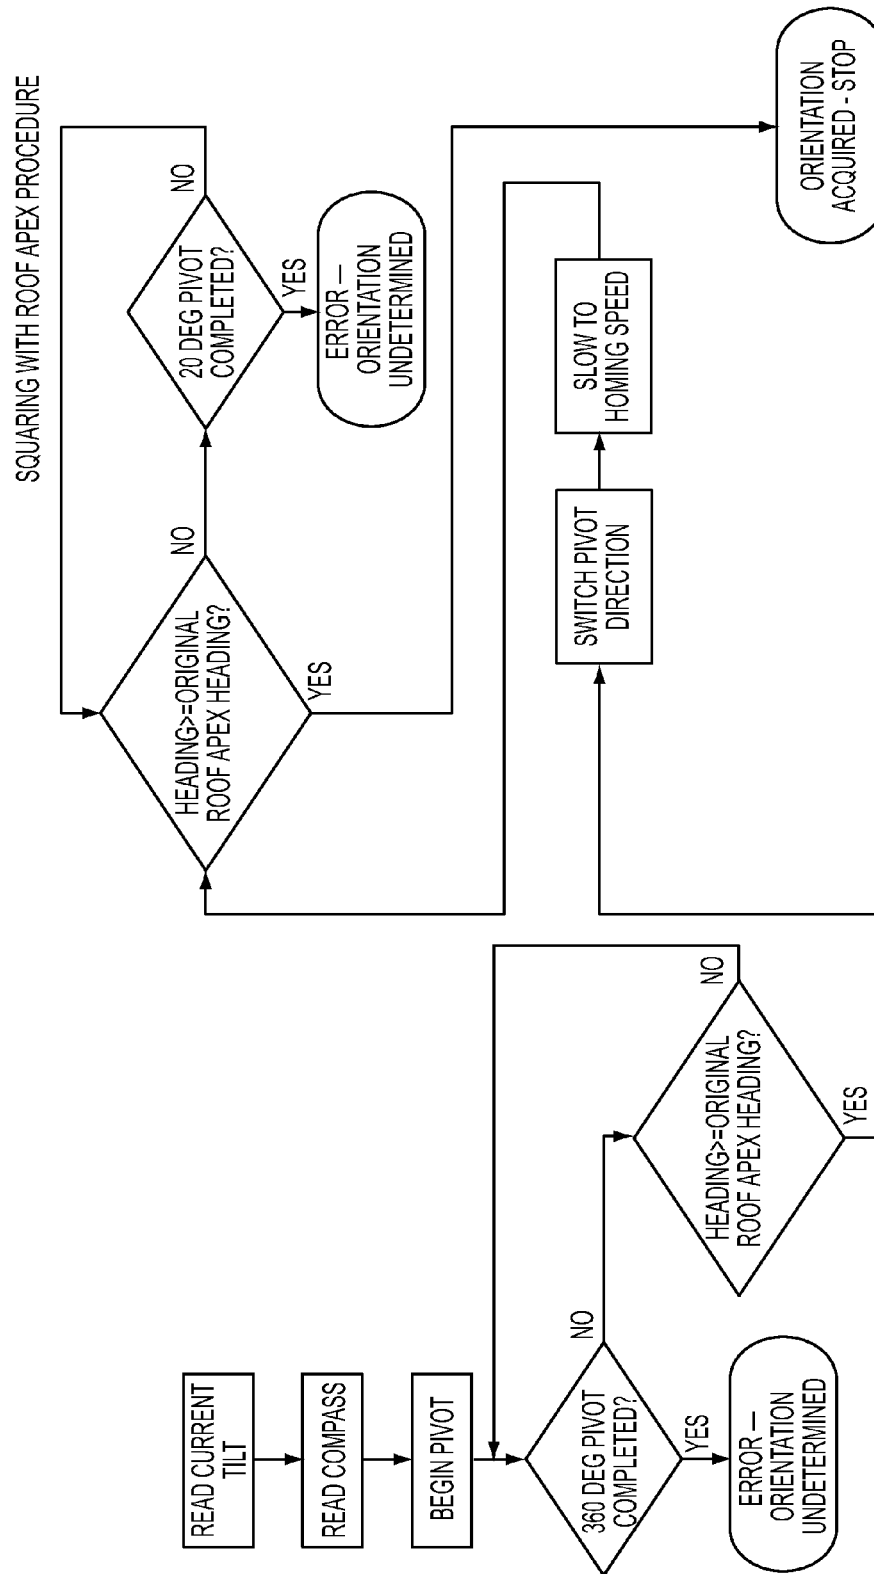 SQUARING WITH ROOF APEX PROCEDURE
READ CURRENT
TILT
READ COMPASS
BEGIN PIVOT
360 DEG PIVOT
COMPLETED?
NO
YES
ERROR —
ORIENTATION
UNDETERMINED
HEADING>=ORIGINAL
ROOF APEX HEADING?
NO
YES
SWITCH PIVOT
DIRECTION
SLOW TO
HOMING SPEED
HEADING>=ORIGINAL
ROOF APEX HEADING?
NO
YES
20 DEG PIVOT
COMPLETED?
NO
YES
ERROR —
ORIENTATION
UNDETERMINED
ORIENTATION
ACQUIRED - STOP